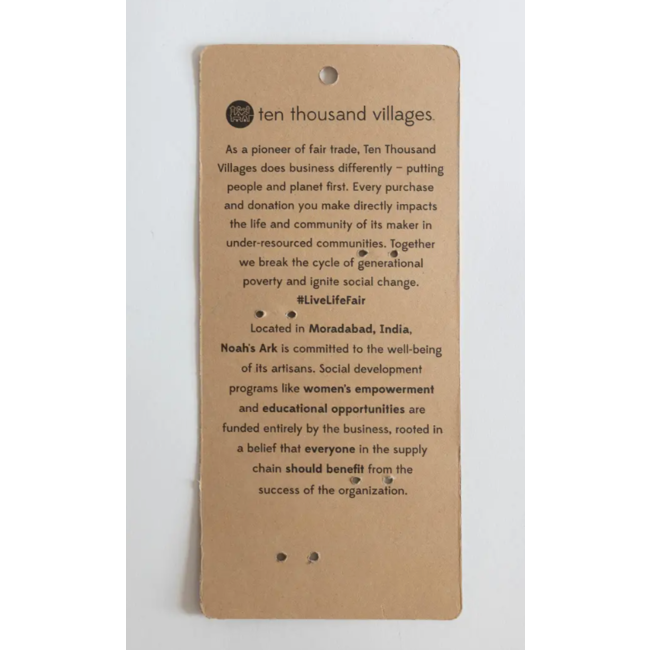 ten thousand villages.
As a pioneer of fair trade, Ten Thousand
Villages does business differently – putting
people and planet first. Every purchase
and donation you make directly impacts
the life and community of its maker in
under-resourced communities. Together
we break the cycle of generational
poverty and ignite social change.
#LiveLifeFair
Located in Moradabad, India,
Noah's Ark is committed to the well-being
of its artisans. Social development
programs like women's empowerment
and educational opportunities are
funded entirely by the business, rooted in
a belief that everyone in the supply
chain should benefit from the
success of the organization.